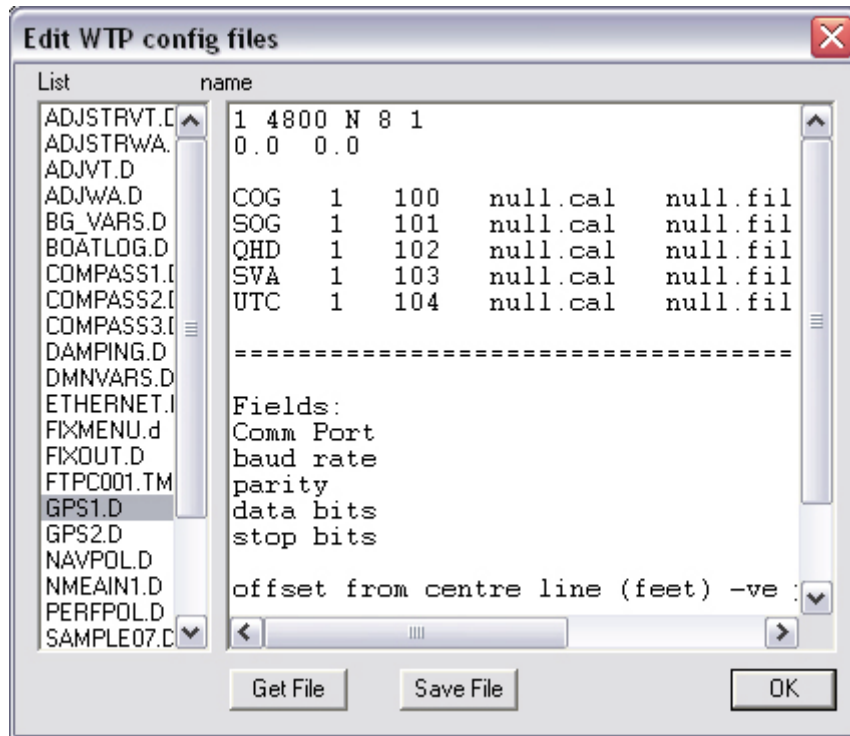 Edit WTP config files
List name
ADJSTRVT.D
ADJSTRWA.
ADJVT.D
ADJWA.D
BG_VARS.D
BOATLOG.D
COMPASS1.D
COMPASS2.D
COMPASS3.D
DAMPING.D
DMNVARS.D
ETHERNET.
FIXMENU.d
FIXOUT.D
FTPC001.TM
GPS1.D
GPS2.D
NAVPOL.D
NMEAIN1.D
PERFPOL.D
SAMPLE07.D
1 4800 N 8 1
0.0 0.0
COG 1 100 null.cal null.fil
SOG 1 101 null.cal null.fil
QHD 1 102 null.cal null.fil
SVA 1 103 null.cal null.fil
UTC 1 104 null.cal null.fil
===================================
Fields:
Comm Port
baud rate
parity
data bits
stop bits
offset from centre line (feet) -ve
Get File Save File OK